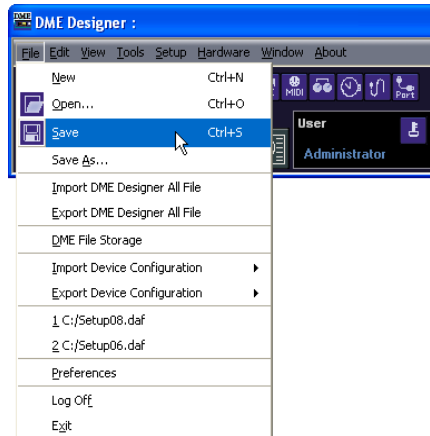 DME DME Designer :
File Edit View Tools Setup Hardware Window About
New Ctrl+N
MIDI Port
Open... Ctrl+O
Save Ctrl+S
User
Administrator
Save As...
Import DME Designer All File
Export DME Designer All File
DME File Storage
Import Device Configuration
Export Device Configuration
1 C:/Setup08.daf
2 C:/Setup06.daf
Preferences
Log Off
Exit